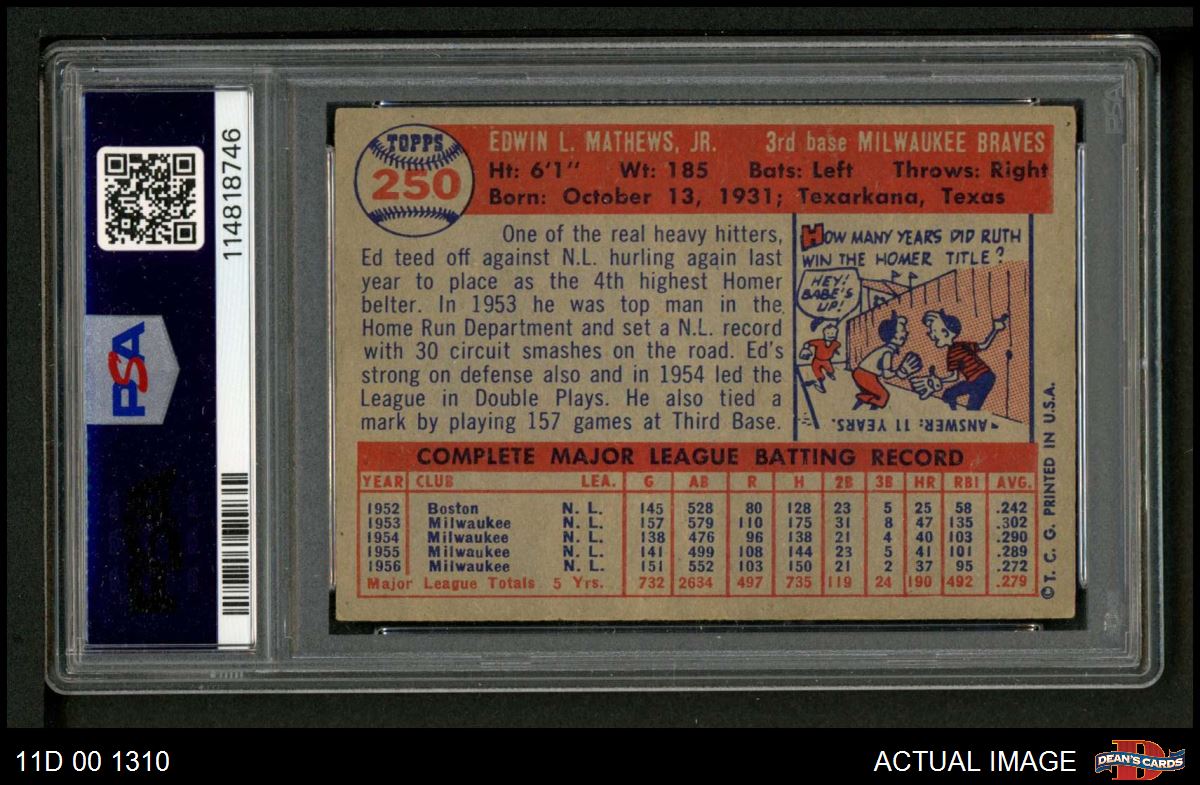 114818746
PSA
TOPPS
250
EDWIN L. MATHEWS, JR. 3rd base MILWAUKEE BRAVES
Ht: 6'1" Wt: 185 Bats: Left Throws: Right
Born: October 13, 1931; Texarkana, Texas
One of the real heavy hitters,
Ed teed off against N.L. hurling again last
year to place as the 4th highest Homer
belter. In 1953 he was top man in the
Home Run Department and set a N.L. record
with 30 circuit smashes on the road. Ed's
strong on defense also and in 1954 led the
League in Double Plays. He also tied a
mark by playing 157 games at Third Base.
HOW MANY YEARS DID RUTH
WIN THE HOMER TITLE?
HEY!
BABE'S
UP!
ANSWER: 11 YEARS.
COMPLETE MAJOR LEAGUE BATTING RECORD
YEAR CLUB LEA. G AB R H 2B 3B HR RBI AVG.
1952 Boston N. L. 145 528 80 128 23 5 25 58 .242
1953 Milwaukee N. L. 157 579 110 175 31 8 47 135 .302
1954 Milwaukee N. L. 138 476 96 138 21 4 40 103 .290
1955 Milwaukee N. L. 141 499 108 144 23 5 41 101 .289
1956 Milwaukee N. L. 151 552 103 150 21 2 37 95 .272
Major League Totals 5 Yrs. 732 2634 497 735 119 24 190 492 .279
©T. C. G. PRINTED IN U.S.A.
11D 00 1310
ACTUAL IMAGE
DEAN'S CARDS